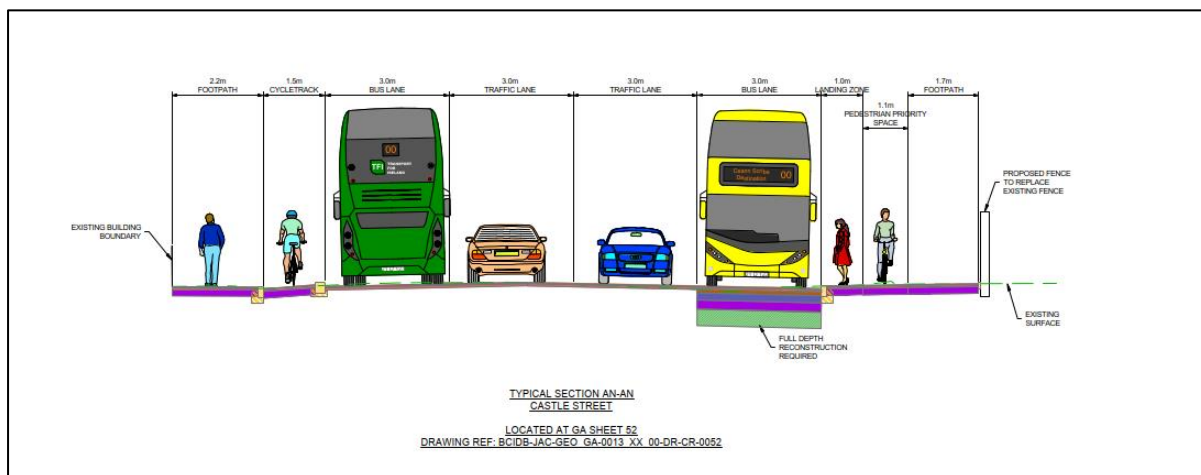 2.2m
FOOTPATH
1.5m
CYCLETRACK
3.0m
BUS LANE
3.0m
TRAFFIC LANE
3.0m
TRAFFIC LANE
3.0m
BUS LANE
1.0m
LANDING ZONE
1.1m
PEDESTRIAN PRIORITY
SPACE
1.7m
FOOTPATH
00
TFI
TRANSPORT
FOR
IRELAND
00
EXISTING BUILDING
BOUNDARY
PROPOSED FENCE
TO REPLACE
EXISTING FENCE
EXISTING
SURFACE
FULL DEPTH
RECONSTRUCTION
REQUIRED
TYPICAL SECTION AN-AN
CASTLE STREET
LOCATED AT GA SHEET 52
DRAWING REF: BCIDB-JAC-GEO_GA-0013_XX_00-DR-CR-0052